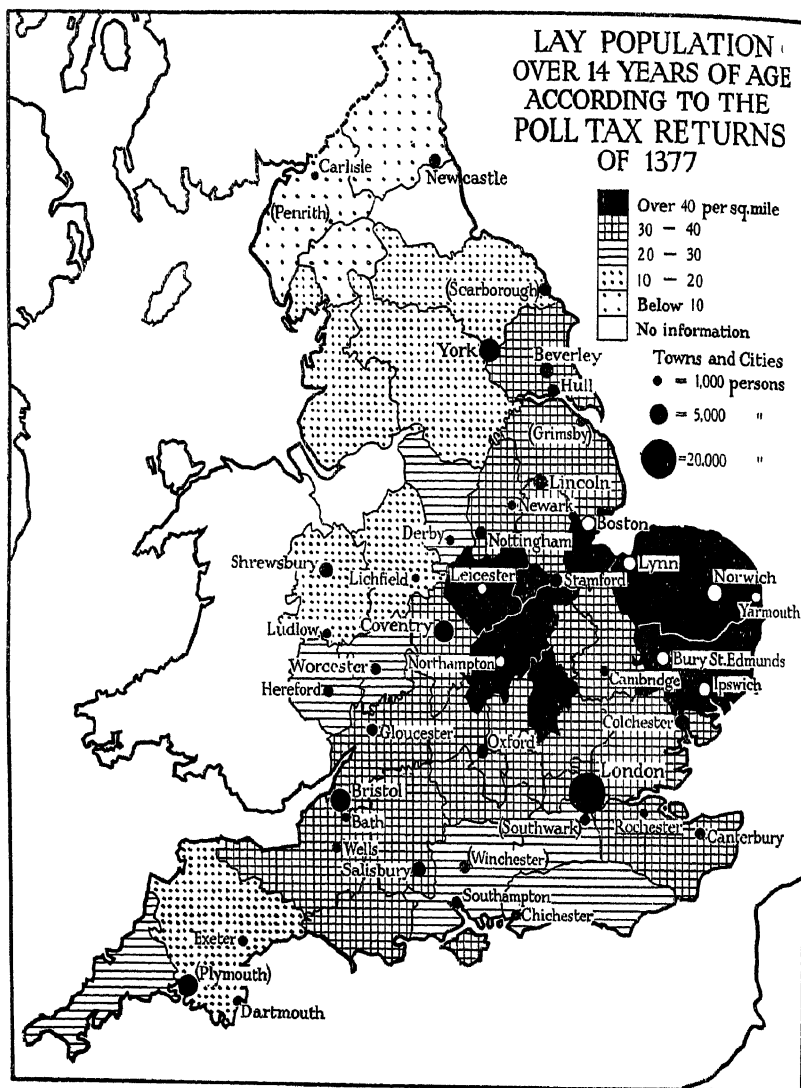 LAY POPULATION
OVER 14 YEARS OF AGE
ACCORDING TO THE
POLL TAX RETURNS
OF 1377
Over 40 per sq.mile
30 – 40
20 – 30
10 – 20
Below 10
No information
Towns and Cities
= 1,000 persons
= 5,000 "
=20,000 "
Carlisle
Newcastle
(Penrith)
(Scarborough)
York
Beverley
Hull
(Grimsby)
Lincoln
Newark
Boston
Derby
Nottingham
Shrewsbury
Lichfield
Leicester
Stamford
Lynn
Norwich
Yarmouth
Ludlow
Coventry
Worcester
Northampton
Bury St.Edmunds
Hereford
Cambridge
Ipswich
Gloucester
Colchester
Oxford
London
Bristol
Bath
(Southwark)
Rochester
Canterbury
Wells
(Winchester)
Salisbury
Southampton
Chichester
Exeter
(Plymouth)
Dartmouth